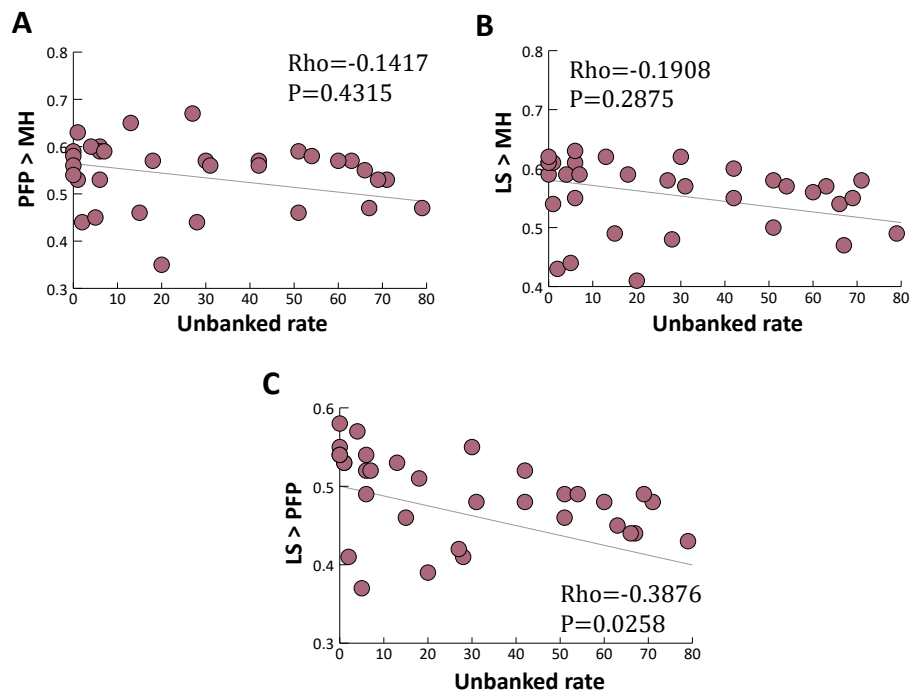 A
PFP > MH
0.8
0.7
0.6
0.5
0.4
0.3
Rho=-0.1417
P=0.4315
0 10 20 30 40 50 60 70 80
Unbanked rate
B
LS > MH
0.8
0.7
0.6
0.5
0.4
Rho=-0.1908
P=0.2875
0 10 20 30 40 50 60 70 80
Unbanked rate
C
LS > PFP
0.6
0.5
0.4
0.3
Rho=-0.3876
P=0.0258
0 10 20 30 40 50 60 70 80
Unbanked rate